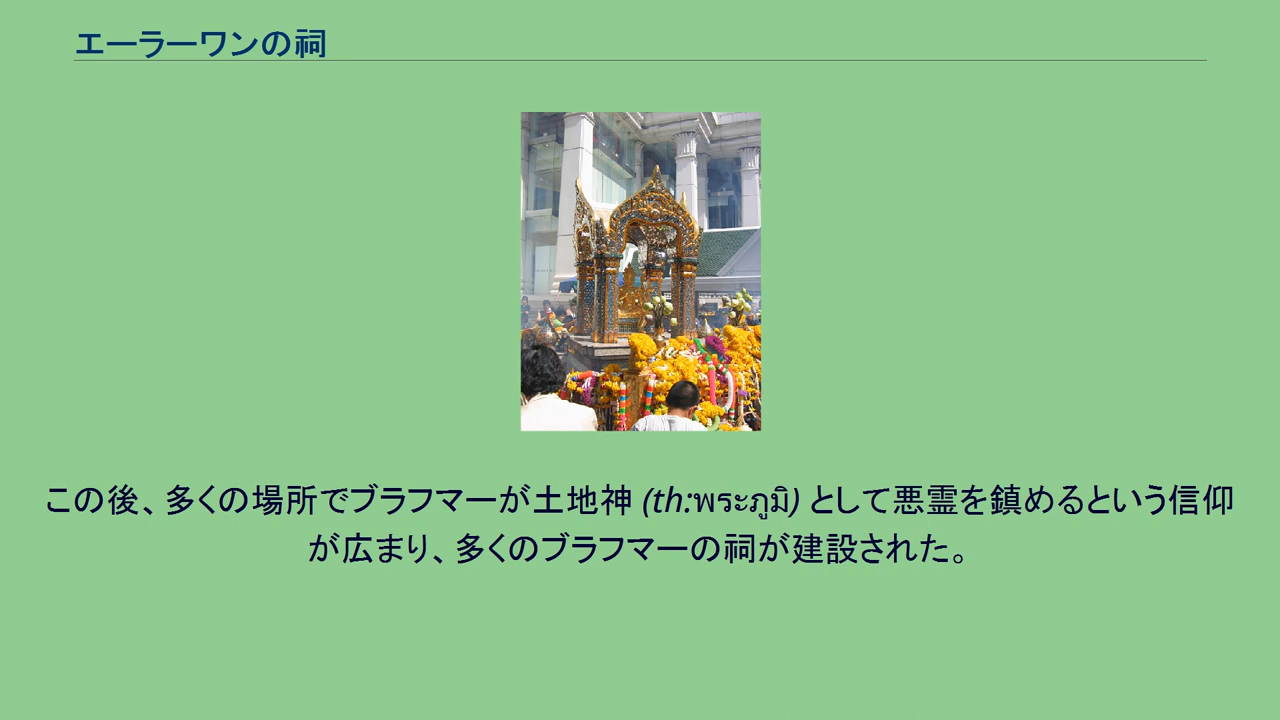 エーラーワンの祠
この後、多くの場所でブラフマーが土地神 (th:พระภูมิ) として悪霊を鎮めるという信仰
が広まり、多くのブラフマーの祠が建設された。